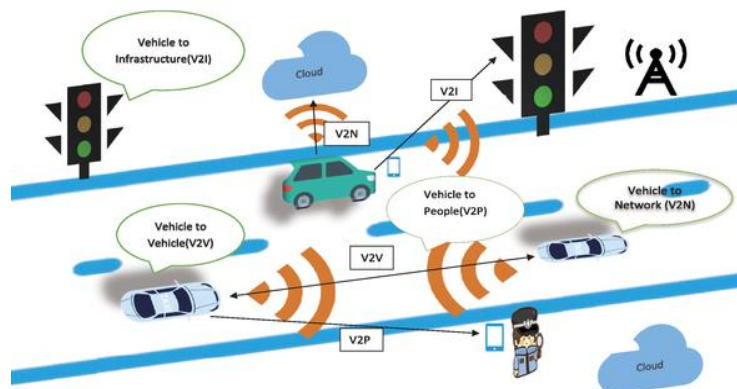 Vehicle to
Infrastructure(V2I)
Cloud
V2I
V2N
Vehicle to
People(V2P)
Vehicle to
Network (V2N)
Vehicle to
Vehicle(V2V)
V2V
V2P
Cloud